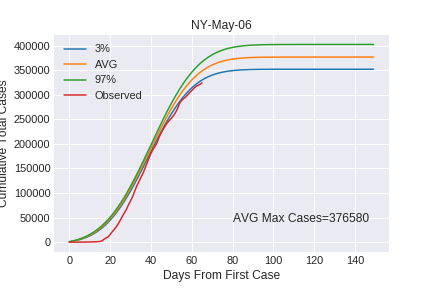 NY-May-06
400000
350000
300000
250000
200000
150000
100000
50000
0
Cumulative Total Cases
3%
AVG
97%
Observed
AVG Max Cases=376580
0 20 40 60 80 100 120 140
Days From First Case